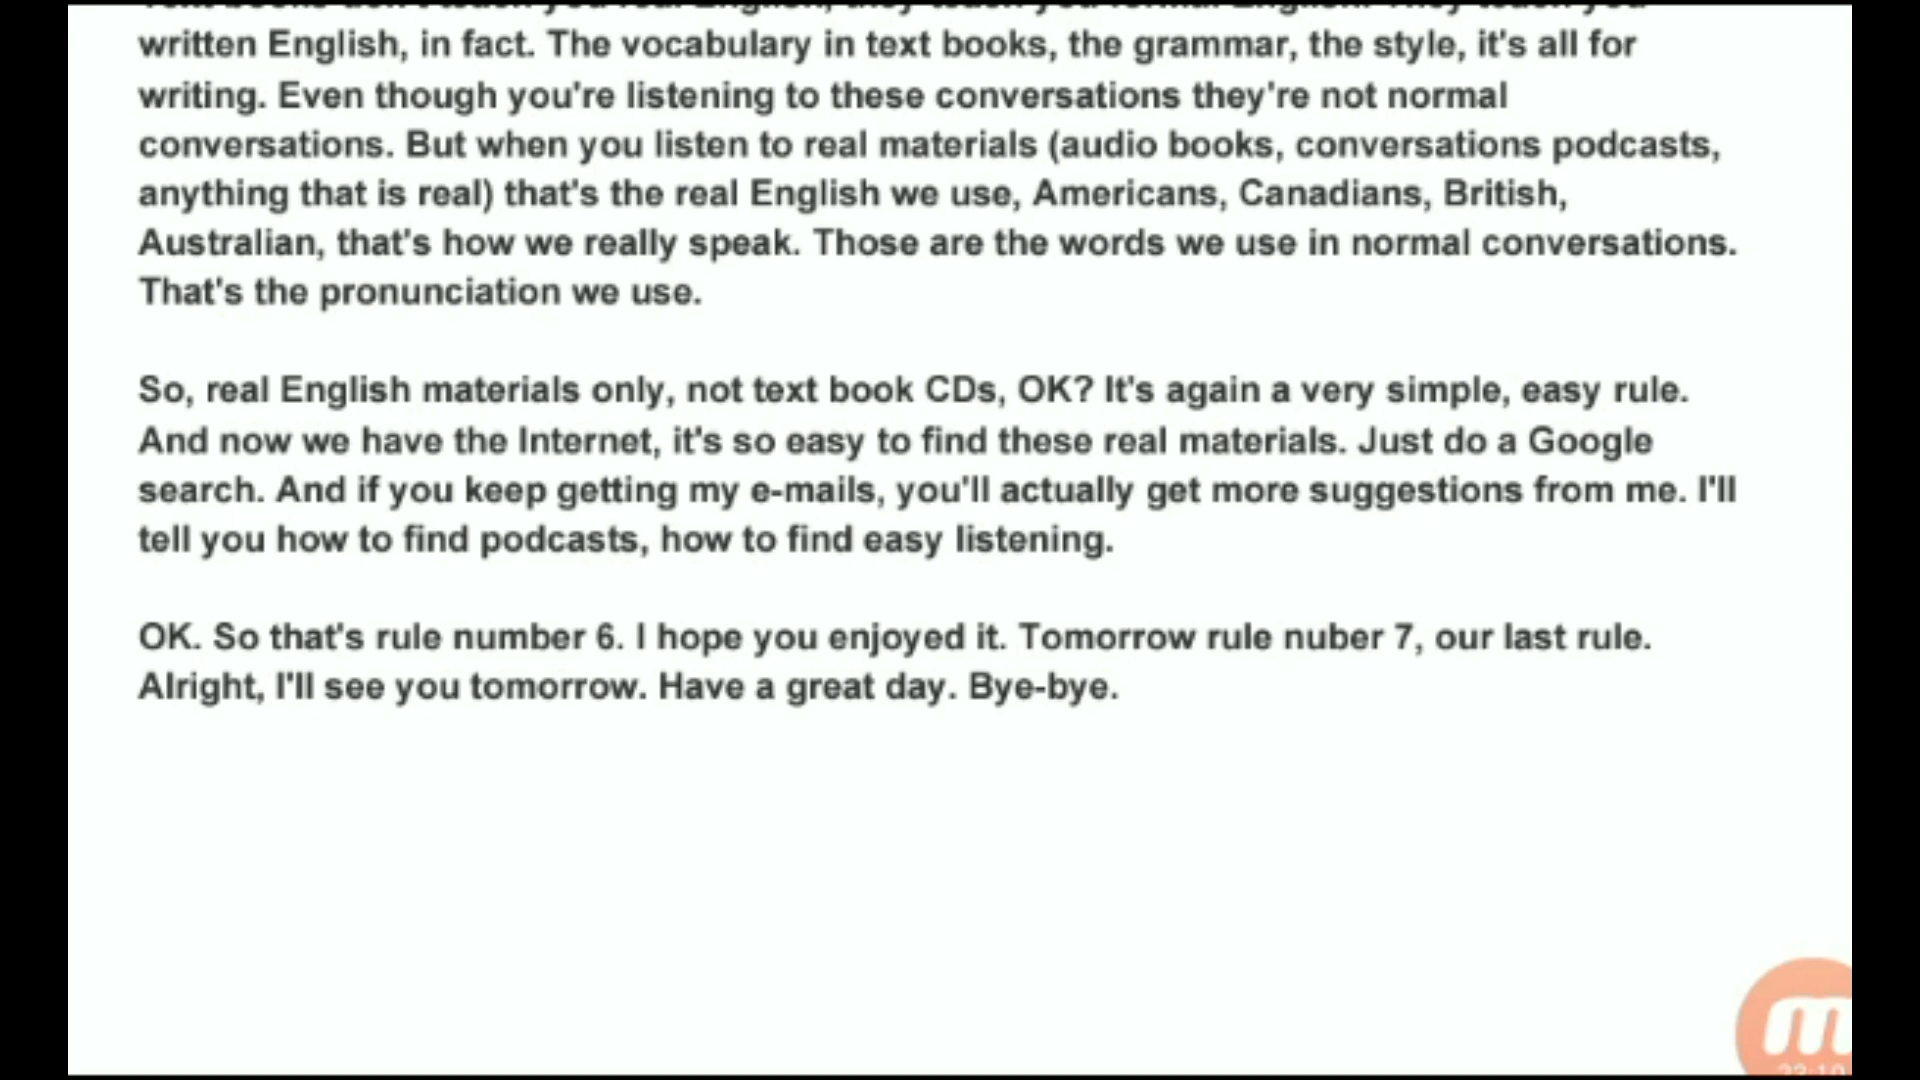 written English, in fact. The vocabulary in text books, the grammar, the style, it's all for
writing. Even though you're listening to these conversations they're not normal
conversations. But when you listen to real materials (audio books, conversations podcasts,
anything that is real) that's the real English we use, Americans, Canadians, British,
Australian, that's how we really speak. Those are the words we use in normal conversations.
That's the pronunciation we use.
So, real English materials only, not text book CDs, OK? It's again a very simple, easy rule.
And now we have the Internet, it's so easy to find these real materials. Just do a Google
search. And if you keep getting my e-mails, you'll actually get more suggestions from me. I'll
tell you how to find podcasts, how to find easy listening.
OK. So that's rule number 6. I hope you enjoyed it. Tomorrow rule nuber 7, our last rule.
Alright, I'll see you tomorrow. Have a great day. Bye-bye.
m